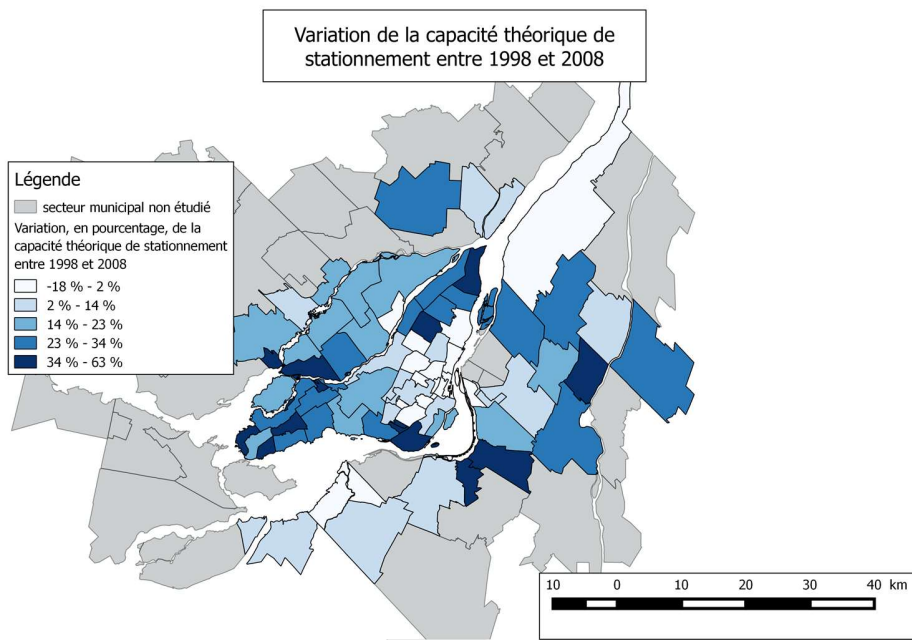 Variation de la capacité théorique de
stationnement entre 1998 et 2008
Légende
secteur municipal non étudié
Variation, en pourcentage, de la
capacité théorique de stationnement
entre 1998 et 2008
-18 % - 2 %
2 % - 14 %
14 % - 23 %
23 % - 34 %
34 % - 63 %
10 0 10 20 30 40 km